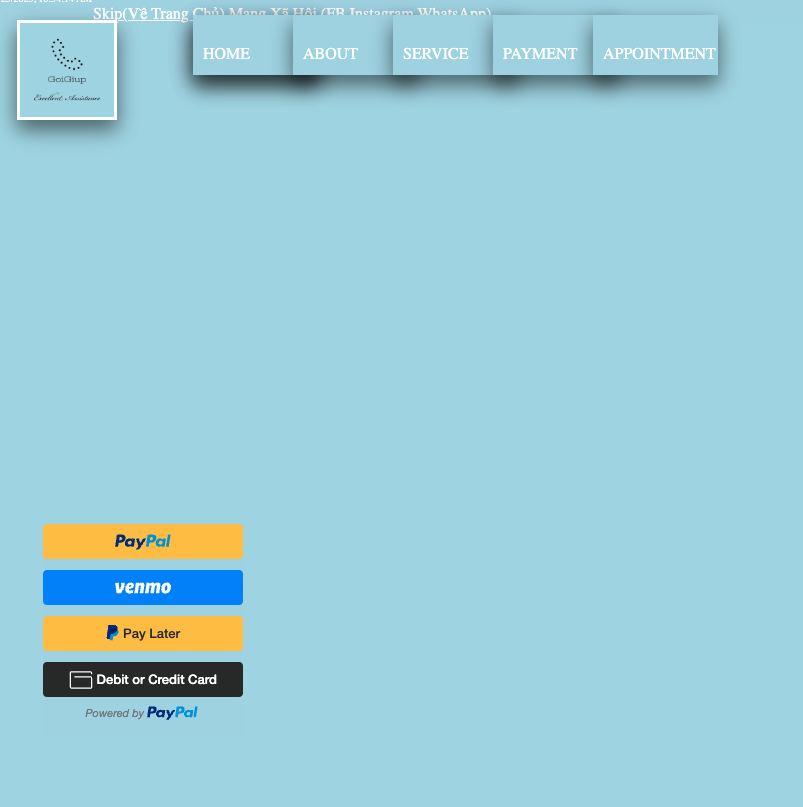 Skip(Về Trang Chủ) Mạng Xã Hội (FB Instagram WhatsApp)
HOME
ABOUT
SERVICE
PAYMENT
APPOINTMENT
GoiGiup
Excellent Assistance
PayPal
venmo
Pay Later
Debit or Credit Card
Powered by PayPal